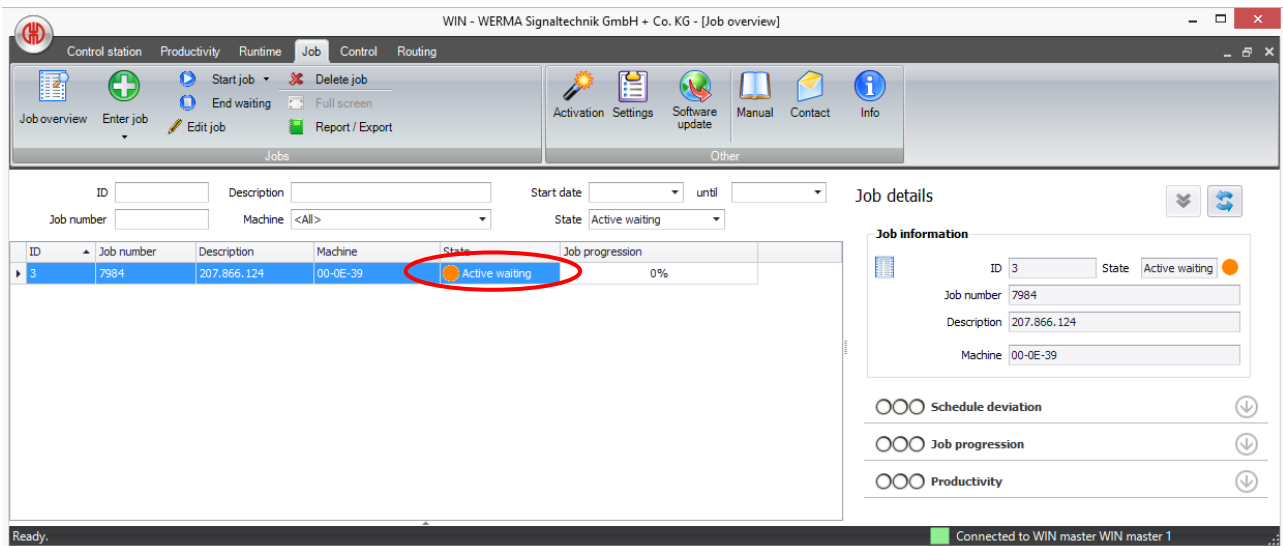 WIN - WERMA Signaltechnik GmbH + Co. KG - [Job overview]
Control station Productivity Runtime Job Control Routing
Job overview
Enter job
Start job
End waiting
Edit job
Delete job
Full screen
Report / Export
Jobs
Activation
Settings
Software
update
Manual
Contact
Info
Other
ID Description Start date until
Job number Machine <All> State Active waiting
ID Job number Description Machine State Job progression
3 7984 207.866.124 00-0E-39 Active waiting 0%
Job details
Job information
ID 3 State Active waiting
Job number 7984
Description 207.866.124
Machine 00-0E-39
Schedule deviation
Job progression
Productivity
Ready. Connected to WIN master WIN master 1